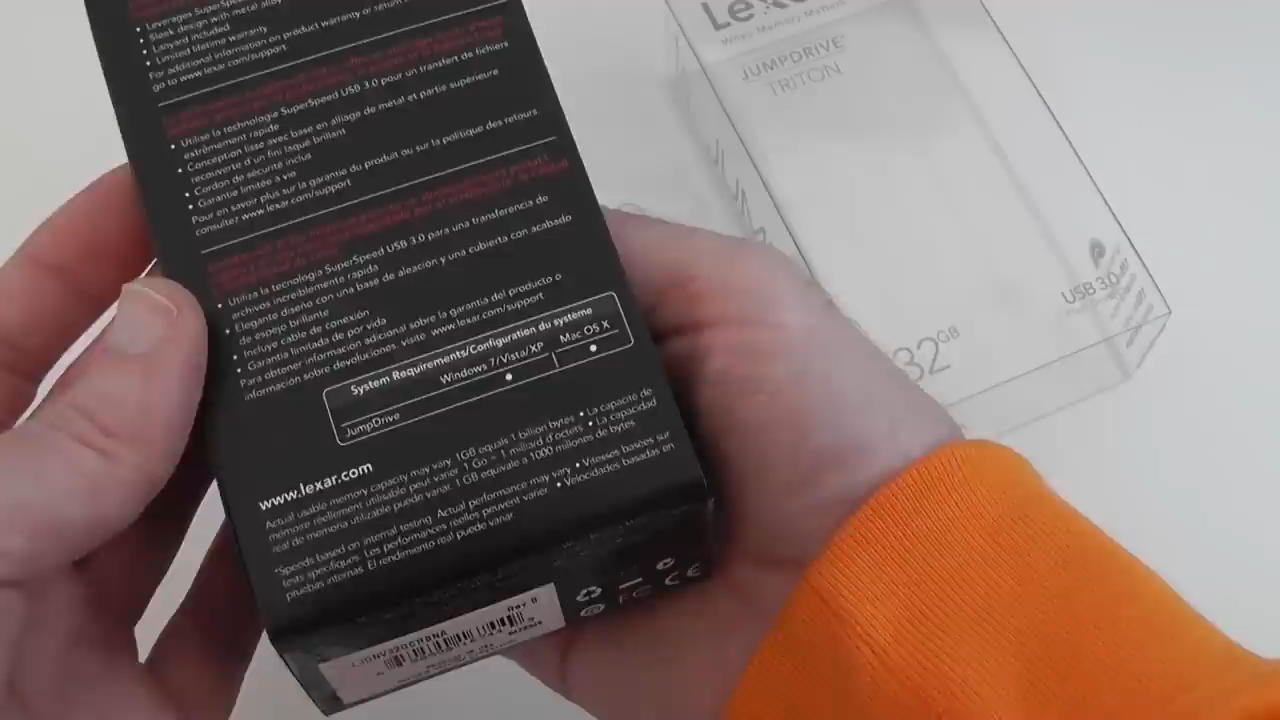 Leverages SuperSpeed
• Sleek design with metal alloy
• Lanyard included
• Limited lifetime warranty
For additional information on product warranty or return
go to www.lexar.com/support.
• Utilise la technologie SuperSpeed USB 3.0 pour un transfert de fichiers
extrêmement rapide
• Conception lisse avec base en alliage de métal et partie supérieure
recouverte d'un fini laqué brillant
• Cordon de sécurité inclus
• Garantie limitée à vie
Pour en savoir plus sur la garantie du produit ou sur la politique des retours,
consultez www.lexar.com/support
• Utiliza la tecnología SuperSpeed USB 3.0 para una transferencia de
archivos increíblemente rápida
• Elegante diseño con una base de aleación y una cubierta con acabado
de espejo brillante
• Incluye cable de conexión
• Garantía limitada de por vida
Para obtener información adicional sobre la garantía del producto o
información sobre devoluciones, visite www.lexar.com/support
System Requirements/Configuration du système
Windows 7/Vista/XP Mac OS X
JumpDrive • •
www.lexar.com
Actual usable memory capacity may vary. 1GB equals 1 billion bytes • La capacité de
mémoire réellement utilisable peut varier. 1 Go = 1 milliard d'octets • La capacidad
real de memoria utilizable puede variar. 1 GB equivale a 1000 millones de bytes
*Speeds based on internal testing. Actual performance may vary • Vitesses basées sur
tests spécifiques. Les performances réelles peuvent varier • Velocidades basadas en
pruebas internas. El rendimiento real puede variar.
Rev B
FC CE
Lexar
When Memory Matters
JUMPDRIVE
TRITON
USB 3.0
32GB